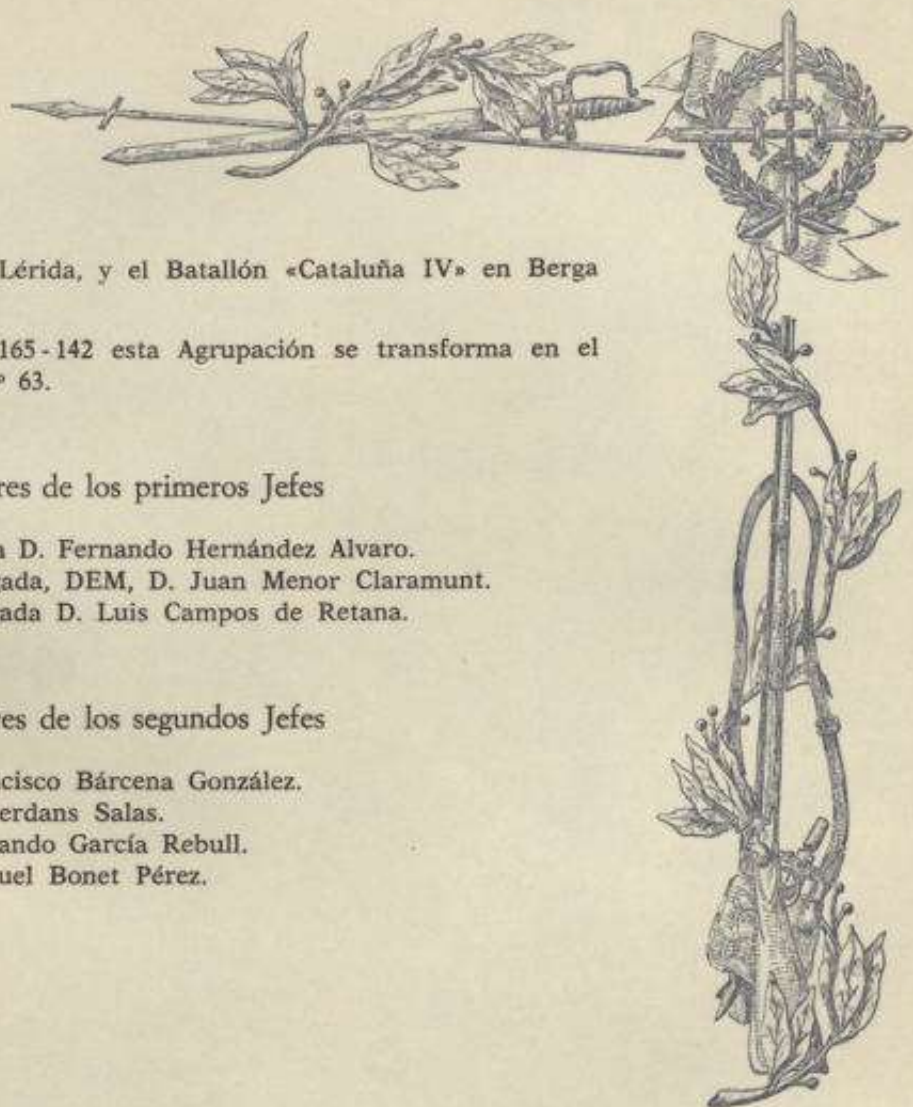 Lérida, y el Batallón «Cataluña IV» en Berga
165-142 esta Agrupación se transforma en el
63.
res de los primeros Jefes
D. Fernando Hernández Alvaro.
gada, DEM, D. Juan Menor Claramunt.
ada D. Luis Campos de Retana.
res de los segundos Jefes
cisco Bárcena González.
erdans Salas.
ando García Rebull.
uel Bonet Pérez.